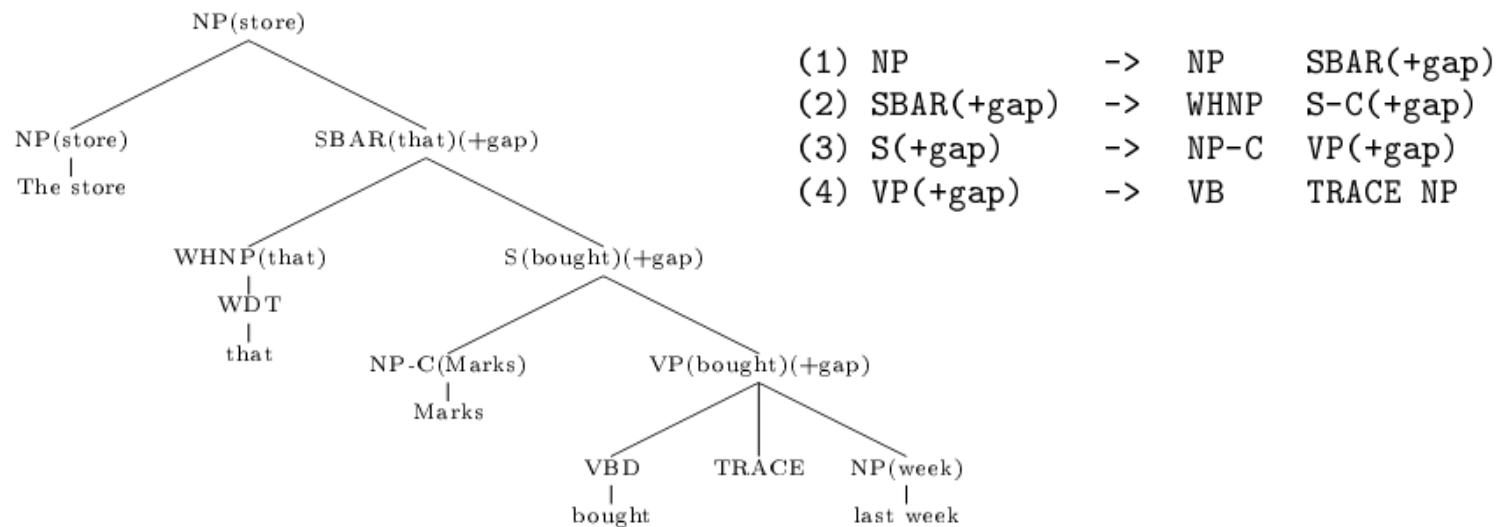 NP(store)
(1) NP -> NP SBAR(+gap)
(2) SBAR(+gap) -> WHNP S-C(+gap)
(3) S(+gap) -> NP-C VP(+gap)
(4) VP(+gap) -> VB TRACE NP
NP(store) SBAR(that)(+gap)
The store
WHNP(that) S(bought)(+gap)
WDT
that
NP-C(Marks) VP(bought)(+gap)
Marks
VBD TRACE NP(week)
bought last week